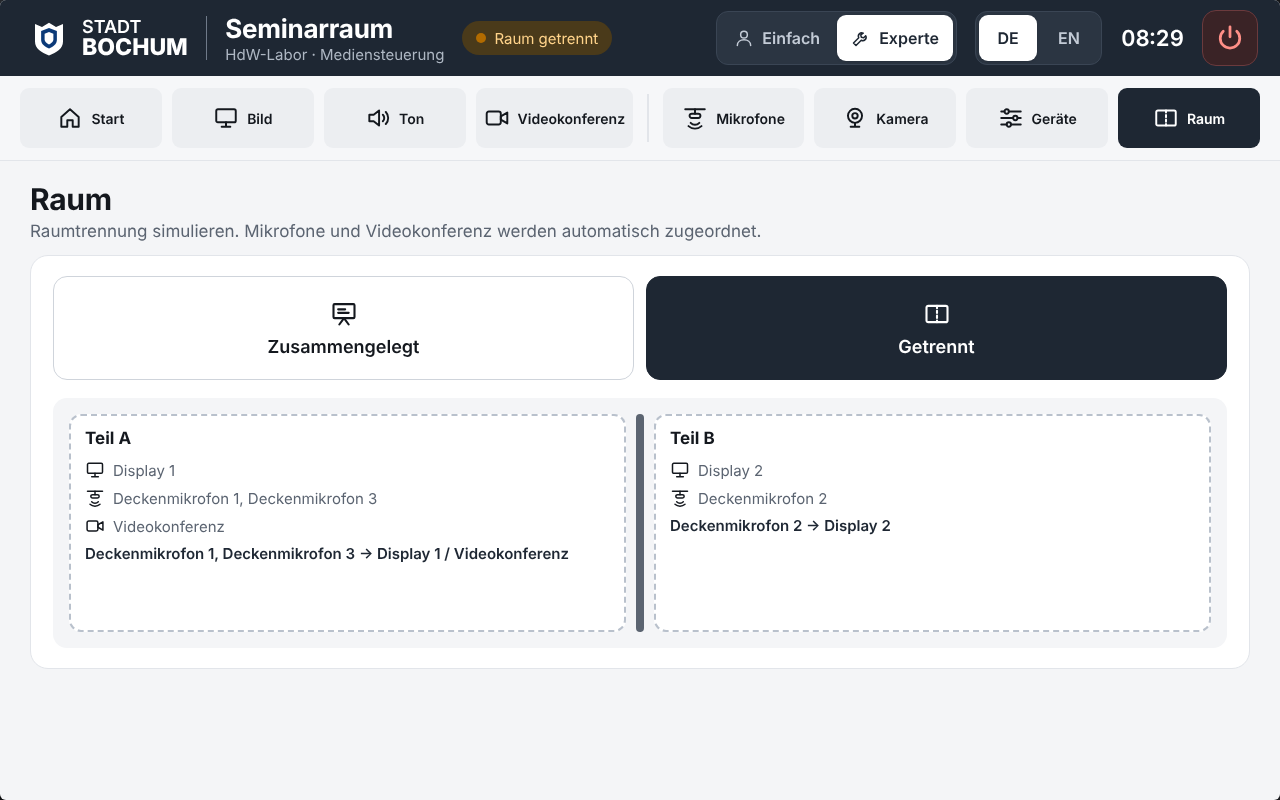 STADT
BOCHUM
Seminarraum
HdW-Labor · Mediensteuerung
Raum getrennt
Einfach
Experte
DE
EN
08:29
Start
Bild
Ton
Videokonferenz
Mikrofone
Kamera
Geräte
Raum
Raum
Raumtrennung simulieren. Mikrofone und Videokonferenz werden automatisch zugeordnet.
Zusammengelegt
Getrennt
Teil A
Display 1
Deckenmikrofon 1, Deckenmikrofon 3
Videokonferenz
Deckenmikrofon 1, Deckenmikrofon 3 → Display 1 / Videokonferenz
Teil B
Display 2
Deckenmikrofon 2
Deckenmikrofon 2 → Display 2